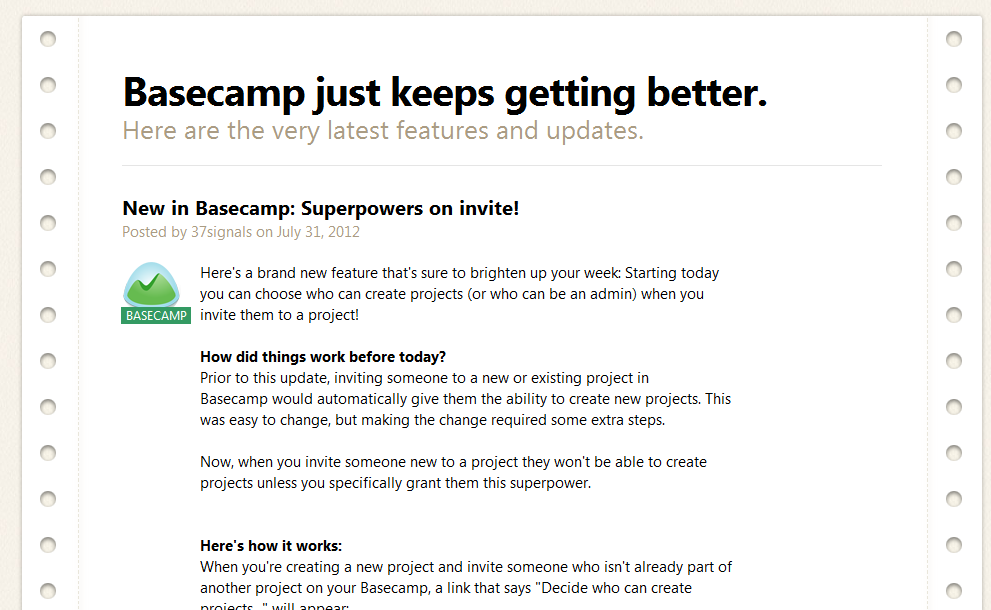 Basecamp just keeps getting better.
Here are the very latest features and updates.
New in Basecamp: Superpowers on invite!
Posted by 37signals on July 31, 2012
BASECAMP
Here's a brand new feature that's sure to brighten up your week: Starting today
you can choose who can create projects (or who can be an admin) when you
invite them to a project!
How did things work before today?
Prior to this update, inviting someone to a new or existing project in
Basecamp would automatically give them the ability to create new projects. This
was easy to change, but making the change required some extra steps.
Now, when you invite someone new to a project they won't be able to create
projects unless you specifically grant them this superpower.
Here's how it works:
When you're creating a new project and invite someone who isn't already part of
another project on your Basecamp, a link that says "Decide who can create
projects..." will appear: